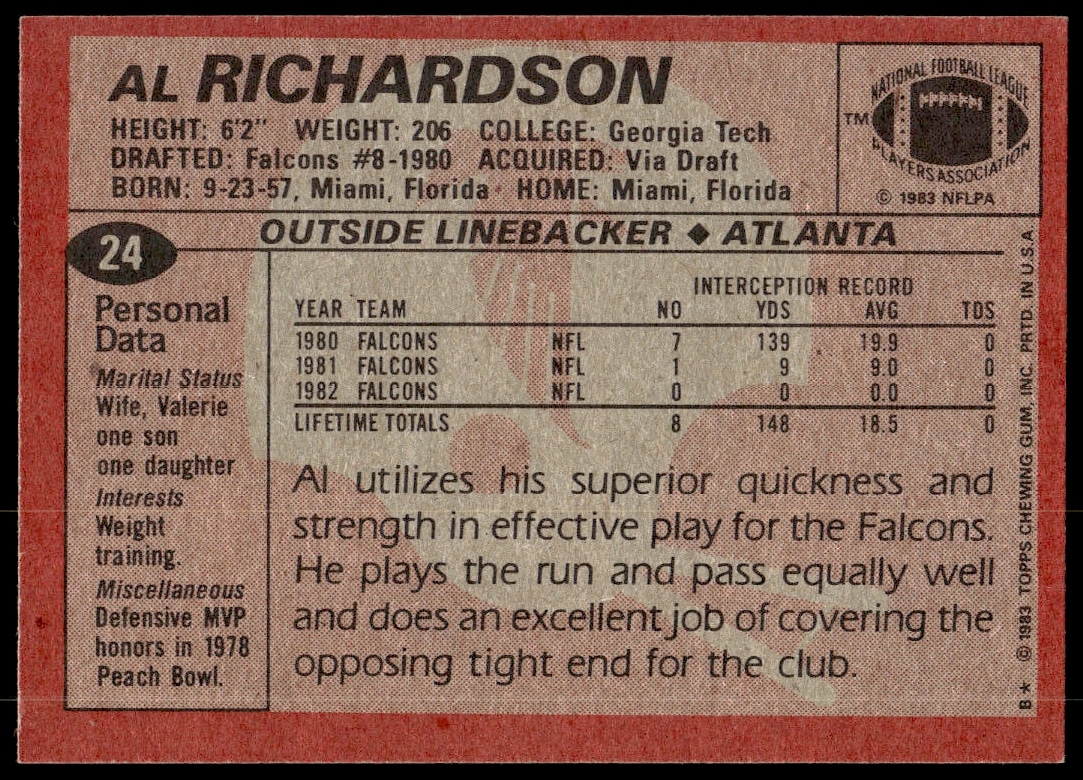 AL RICHARDSON
HEIGHT: 6'2" WEIGHT: 206 COLLEGE: Georgia Tech
DRAFTED: Falcons #8-1980 ACQUIRED: Via Draft
BORN: 9-23-57, Miami, Florida HOME: Miami, Florida
NATIONAL FOOTBALL LEAGUE
TM
PLAYERS ASSOCIATION
© 1983 NFLPA
24
OUTSIDE LINEBACKER ◆ ATLANTA
Personal
Data
Marital Status
Wife, Valerie
one son
one daughter
Interests
Weight
training.
Miscellaneous
Defensive MVP
honors in 1978
Peach Bowl.
INTERCEPTION RECORD
YEAR TEAM NO YDS AVG TDS
1980 FALCONS NFL 7 139 19.9 0
1981 FALCONS NFL 1 9 9.0 0
1982 FALCONS NFL 0 0 0.0 0
LIFETIME TOTALS 8 148 18.5 0
Al utilizes his superior quickness and
strength in effective play for the Falcons.
He plays the run and pass equally well
and does an excellent job of covering the
opposing tight end for the club.
B★ © 1983 TOPPS CHEWING GUM, INC. PRTD. IN U.S.A.